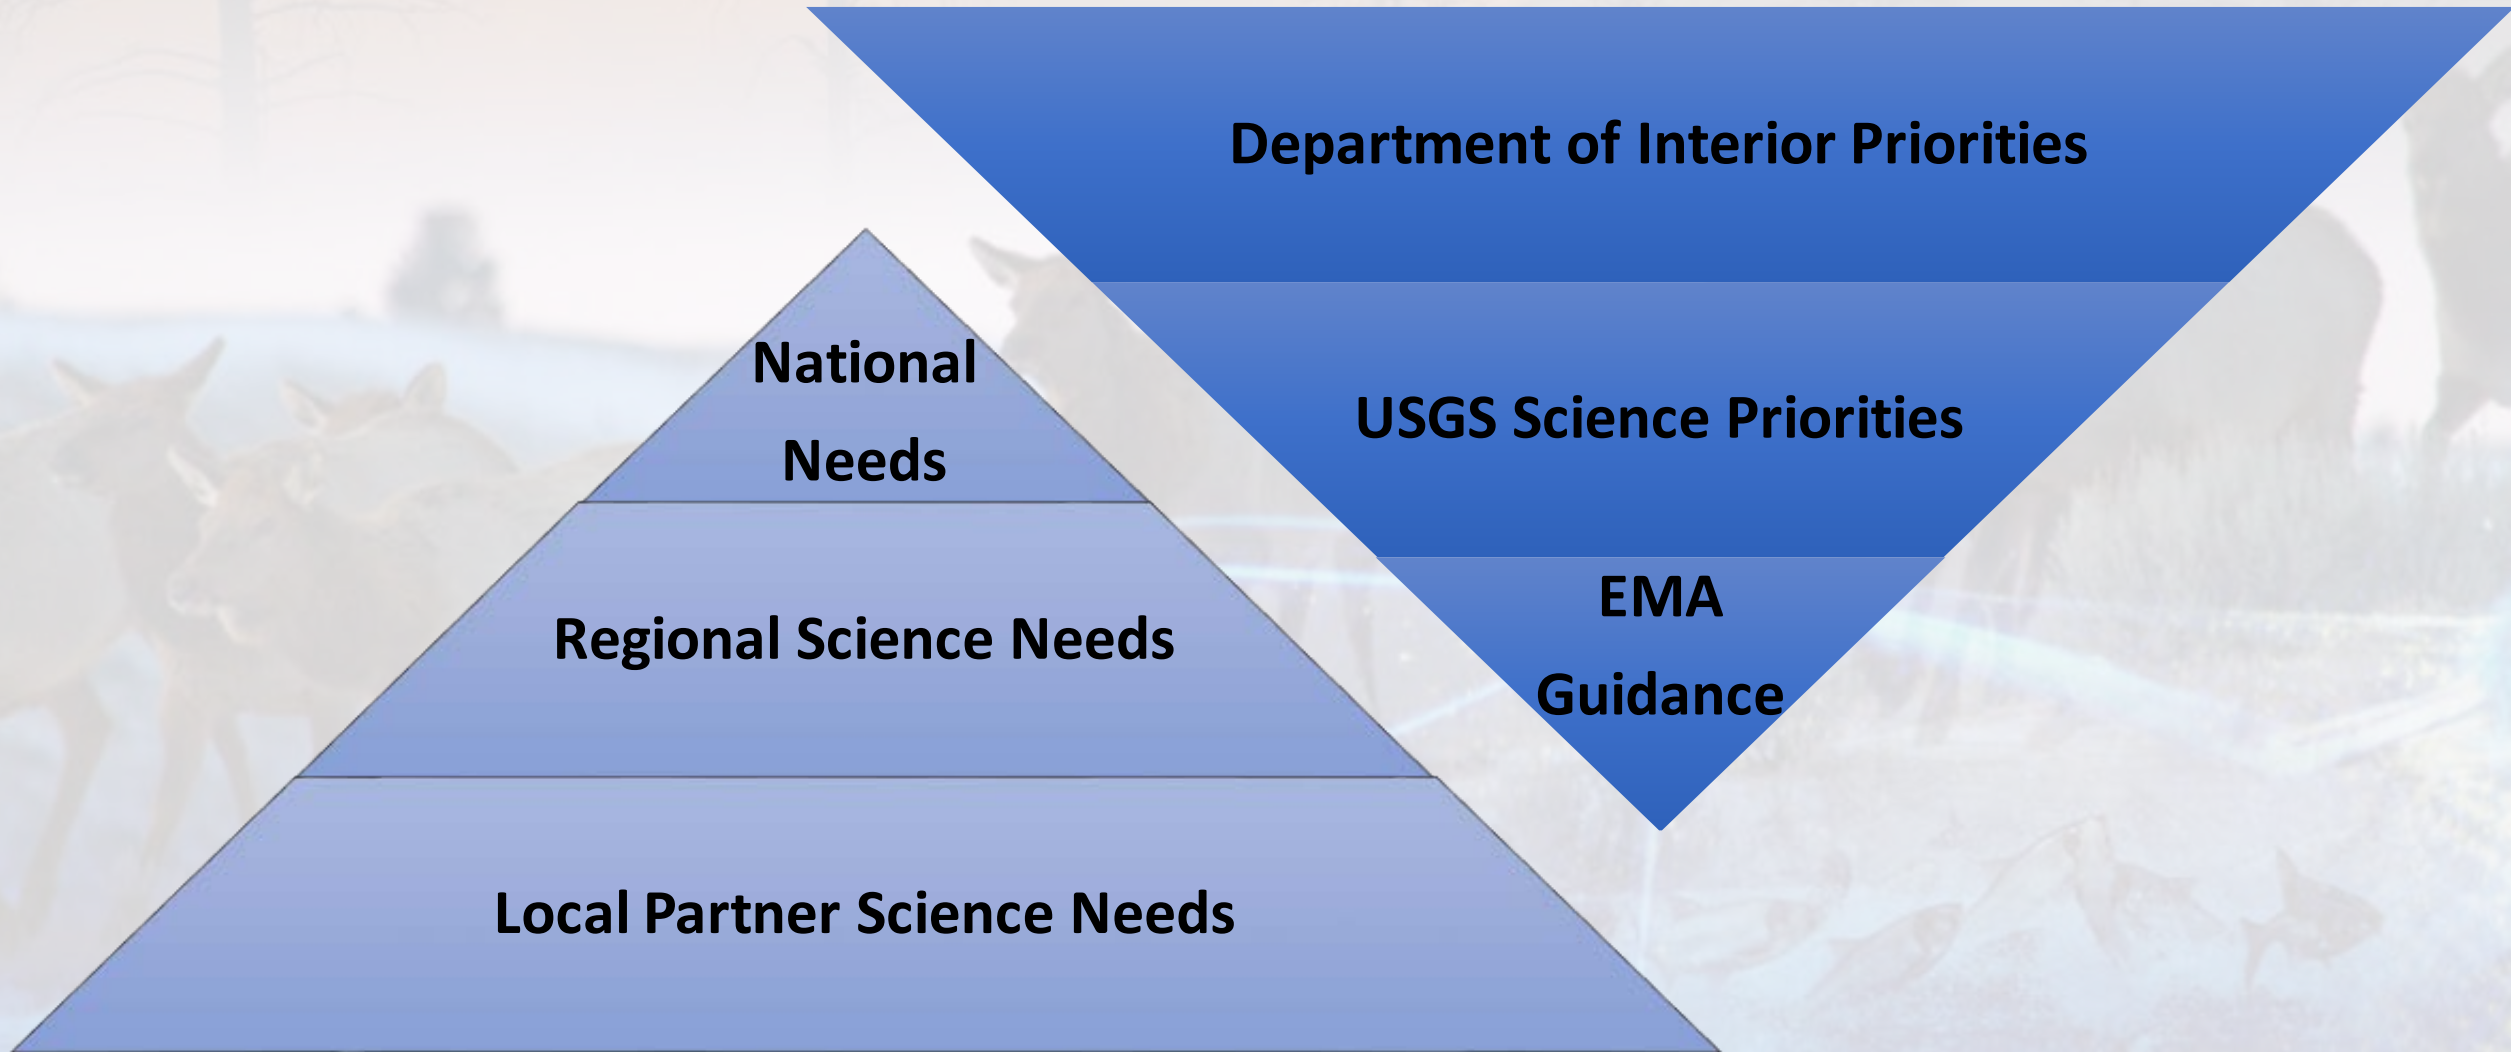 Department of Interior Priorities
USGS Science Priorities
EMA
Guidance
National
Needs
Regional Science Needs
Local Partner Science Needs